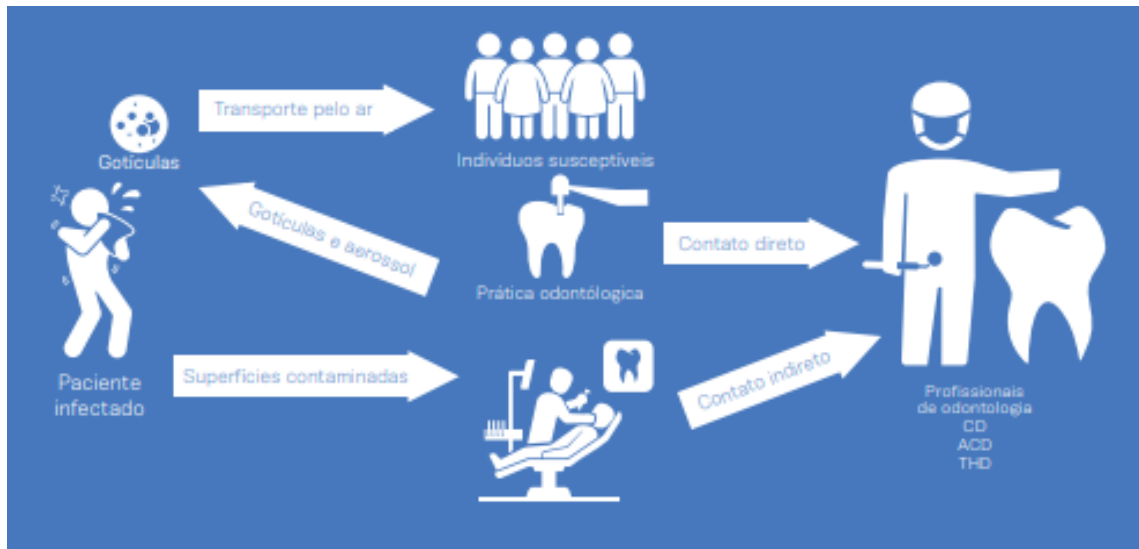 Transporte pelo ar
Gotículas
Indivíduos susceptíveis
Gotículas e aerossol
Contato direto
Prática odontólogica
Paciente
infectado
Superfícies contaminadas
Contato indireto
Profissionais
de odontologia
CD
ACD
THD